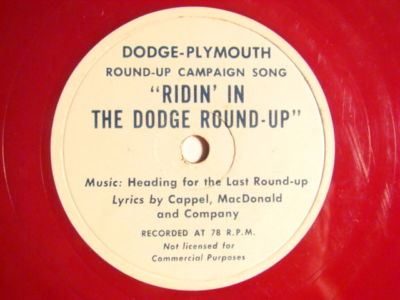 DODGE-PLYMOUTH
ROUND-UP CAMPAIGN SONG
"RIDIN' IN
THE DODGE ROUND-UP"
Music: Heading for the Last Round-up
Lyrics by Cappel, MacDonald
and Company
RECORDED AT 78 R.P.M.
Not licensed for
Commercial Purposes